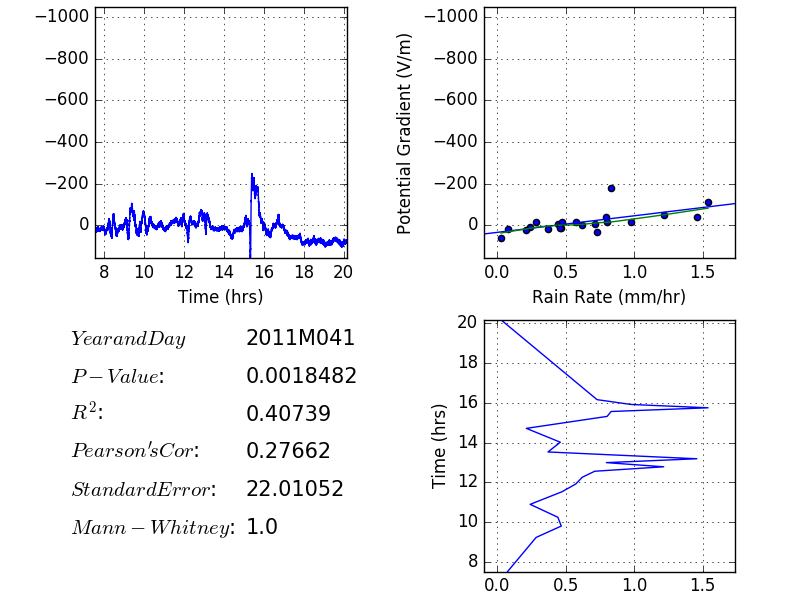 −1000
−800
−600
−400
−200
0
8 10 12 14 16 18 20
Time (hrs)
Potential Gradient (V/m)
−1000
−800
−600
−400
−200
0
0.0 0.5 1.0 1.5
Rain Rate (mm/hr)
YearandDay 2011M041
P−Value: 0.0018482
R²: 0.40739
Pearson'sCor: 0.27662
StandardError: 22.01052
Mann−Whitney: 1.0
Time (hrs)
20
18
16
14
12
10
8
0.0 0.5 1.0 1.5